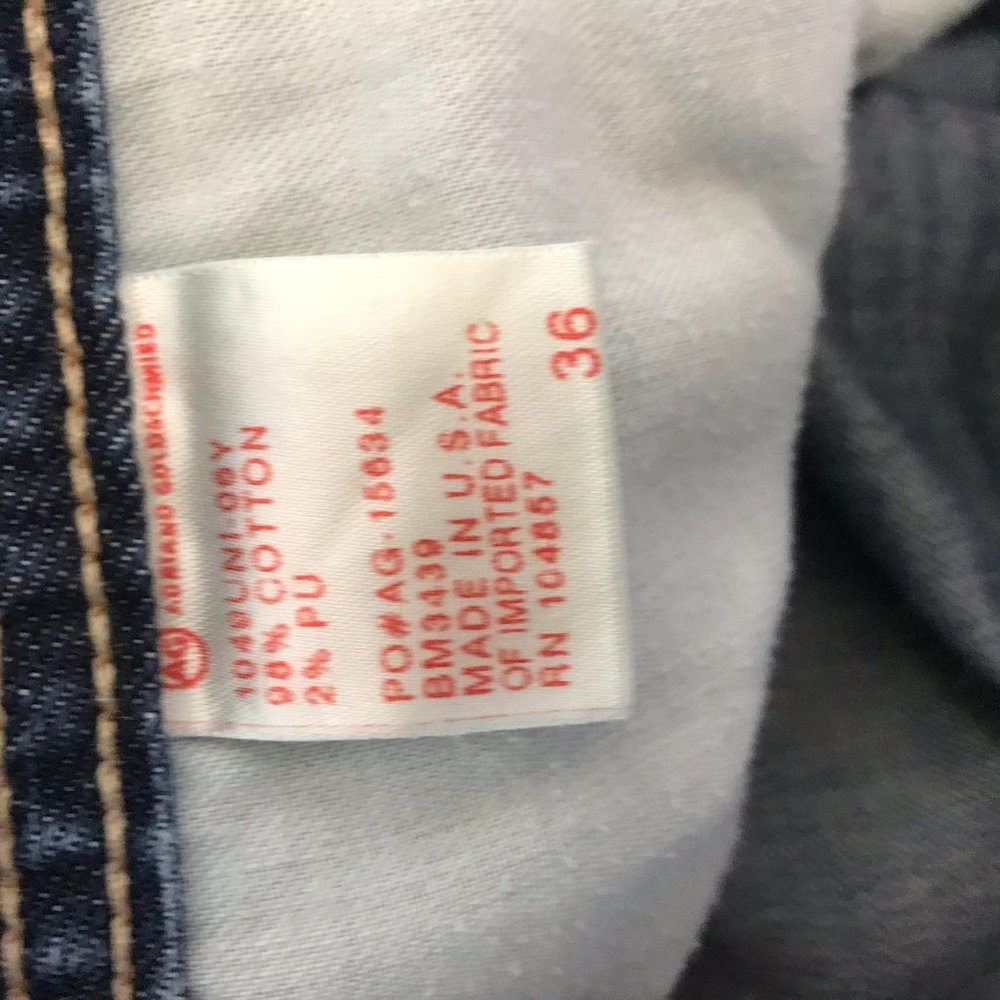 AG ADRIANO GOLDSCHMIED
1049UNI-08Y
98% COTTON
2% PU
PO#AG-15634
BM3439
MADE IN U.S.A.
OF IMPORTED FABRIC
RN 104857
36